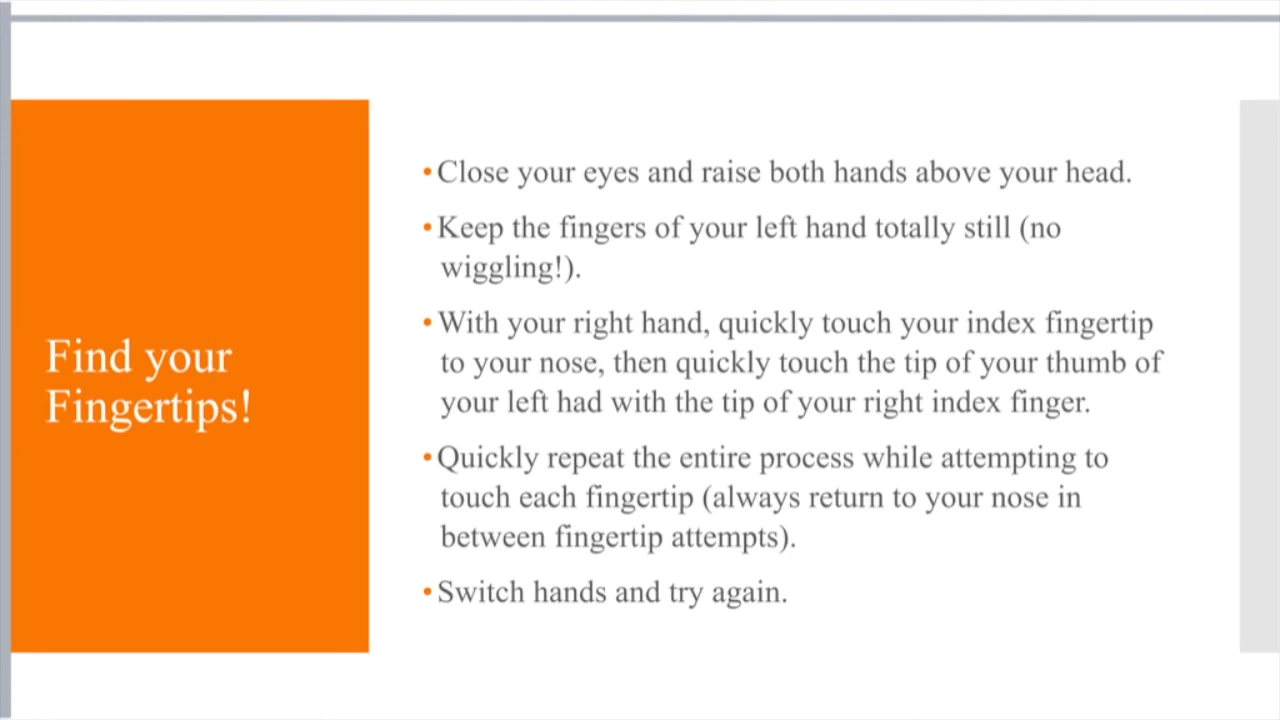 Find your
Fingertips!
•Close your eyes and raise both hands above your head.
•Keep the fingers of your left hand totally still (no
wiggling!).
•With your right hand, quickly touch your index fingertip
to your nose, then quickly touch the tip of your thumb of
your left had with the tip of your right index finger.
•Quickly repeat the entire process while attempting to
touch each fingertip (always return to your nose in
between fingertip attempts).
•Switch hands and try again.